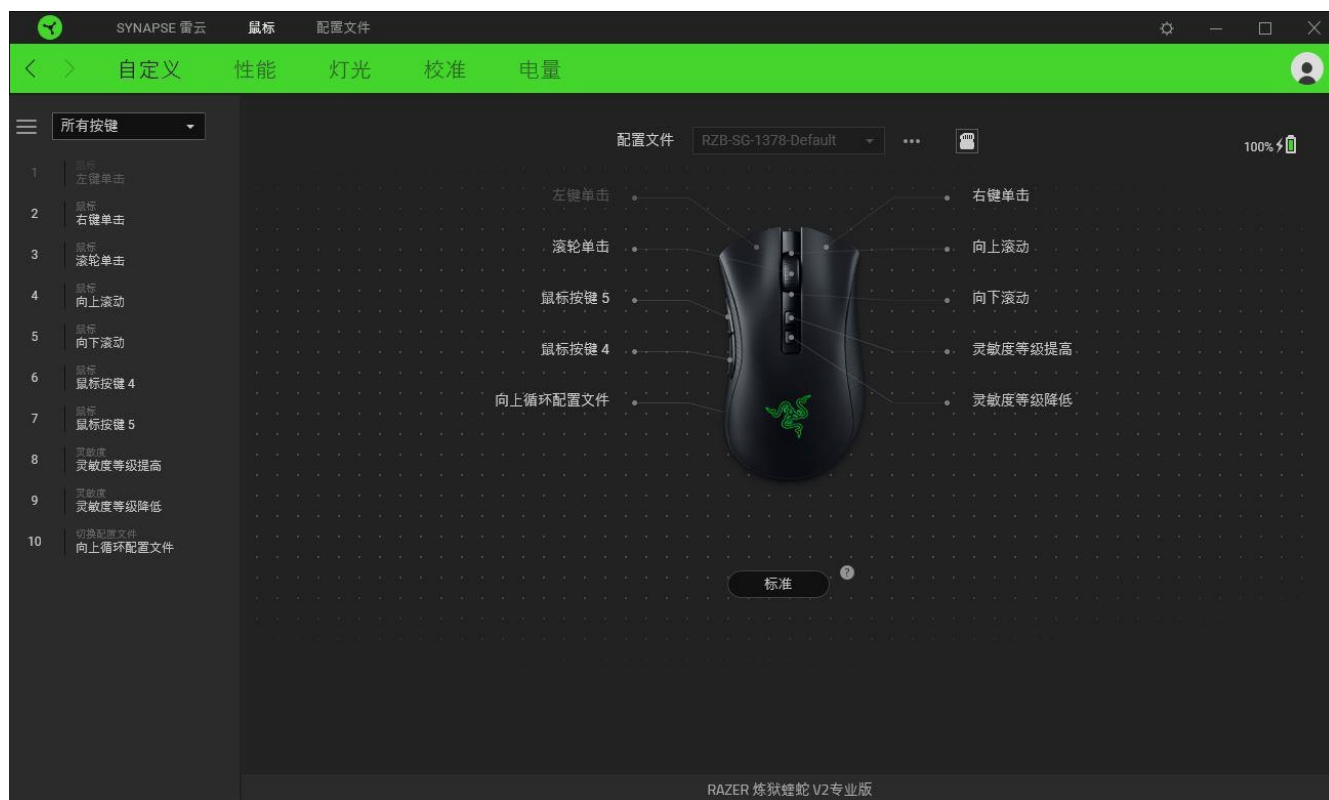 SYNAPSE 雷云 鼠标 配置文件
自定义 性能 灯光 校准 电量
所有按键
配置文件 RZB-SG-1378-Default
100%
1 鼠标
左键单击
2 鼠标
右键单击
3 鼠标
滚轮单击
4 鼠标
向上滚动
5 鼠标
向下滚动
6 鼠标
鼠标按键 4
7 鼠标
鼠标按键 5
8 灵敏度
灵敏度等级提高
9 灵敏度
灵敏度等级降低
10 切换配置文件
向上循环配置文件
左键单击
滚轮单击
鼠标按键 5
鼠标按键 4
向上循环配置文件
右键单击
向上滚动
向下滚动
灵敏度等级提高
灵敏度等级降低
标准 ?
RAZER 炼狱蝰蛇 V2专业版